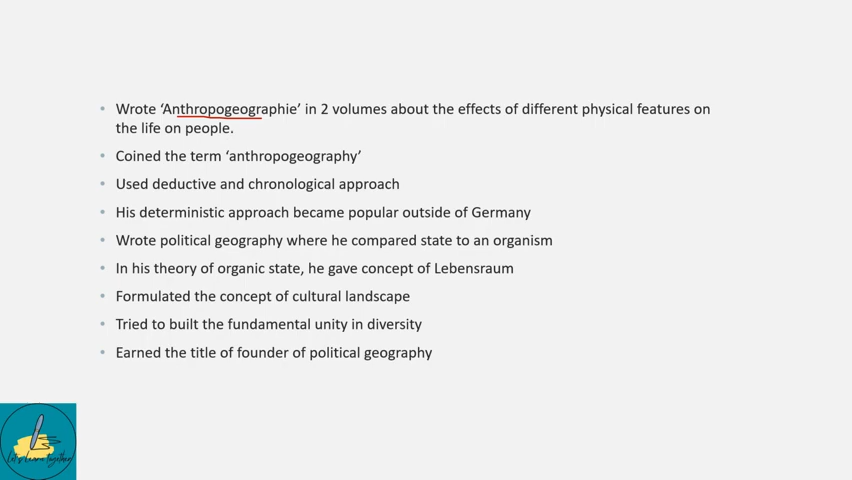 • Wrote ‘Anthropogeographie’ in 2 volumes about the effects of different physical features on
the life on people.
• Coined the term ‘anthropogeography’
• Used deductive and chronological approach
• His deterministic approach became popular outside of Germany
• Wrote political geography where he compared state to an organism
• In his theory of organic state, he gave concept of Lebensraum
• Formulated the concept of cultural landscape
• Tried to built the fundamental unity in diversity
• Earned the title of founder of political geography